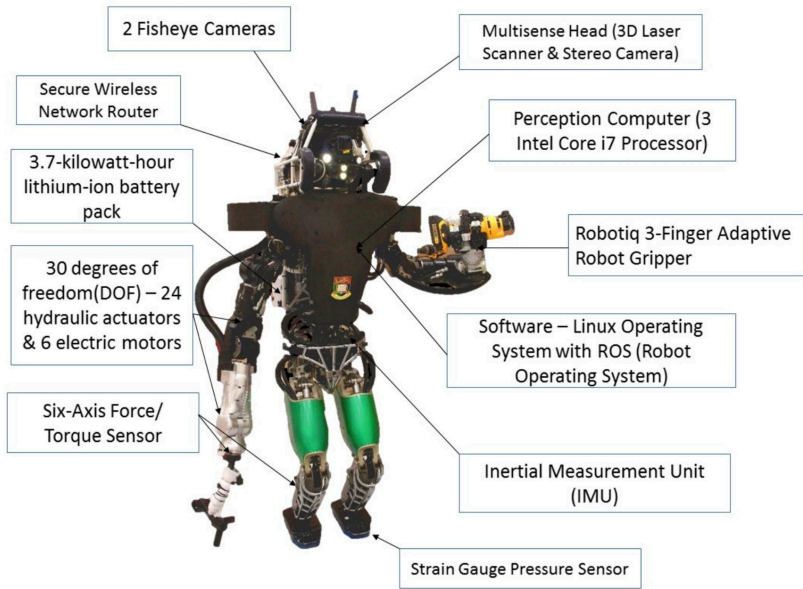 2 Fisheye Cameras
Multisense Head (3D Laser
Scanner & Stereo Camera)
Secure Wireless
Network Router
Perception Computer (3
Intel Core i7 Processor)
3.7-kilowatt-hour
lithium-ion battery
pack
Robotiq 3-Finger Adaptive
Robot Gripper
30 degrees of
freedom(DOF) – 24
hydraulic actuators
& 6 electric motors
Software – Linux Operating
System with ROS (Robot
Operating System)
Six-Axis Force/
Torque Sensor
Inertial Measurement Unit
(IMU)
Strain Gauge Pressure Sensor